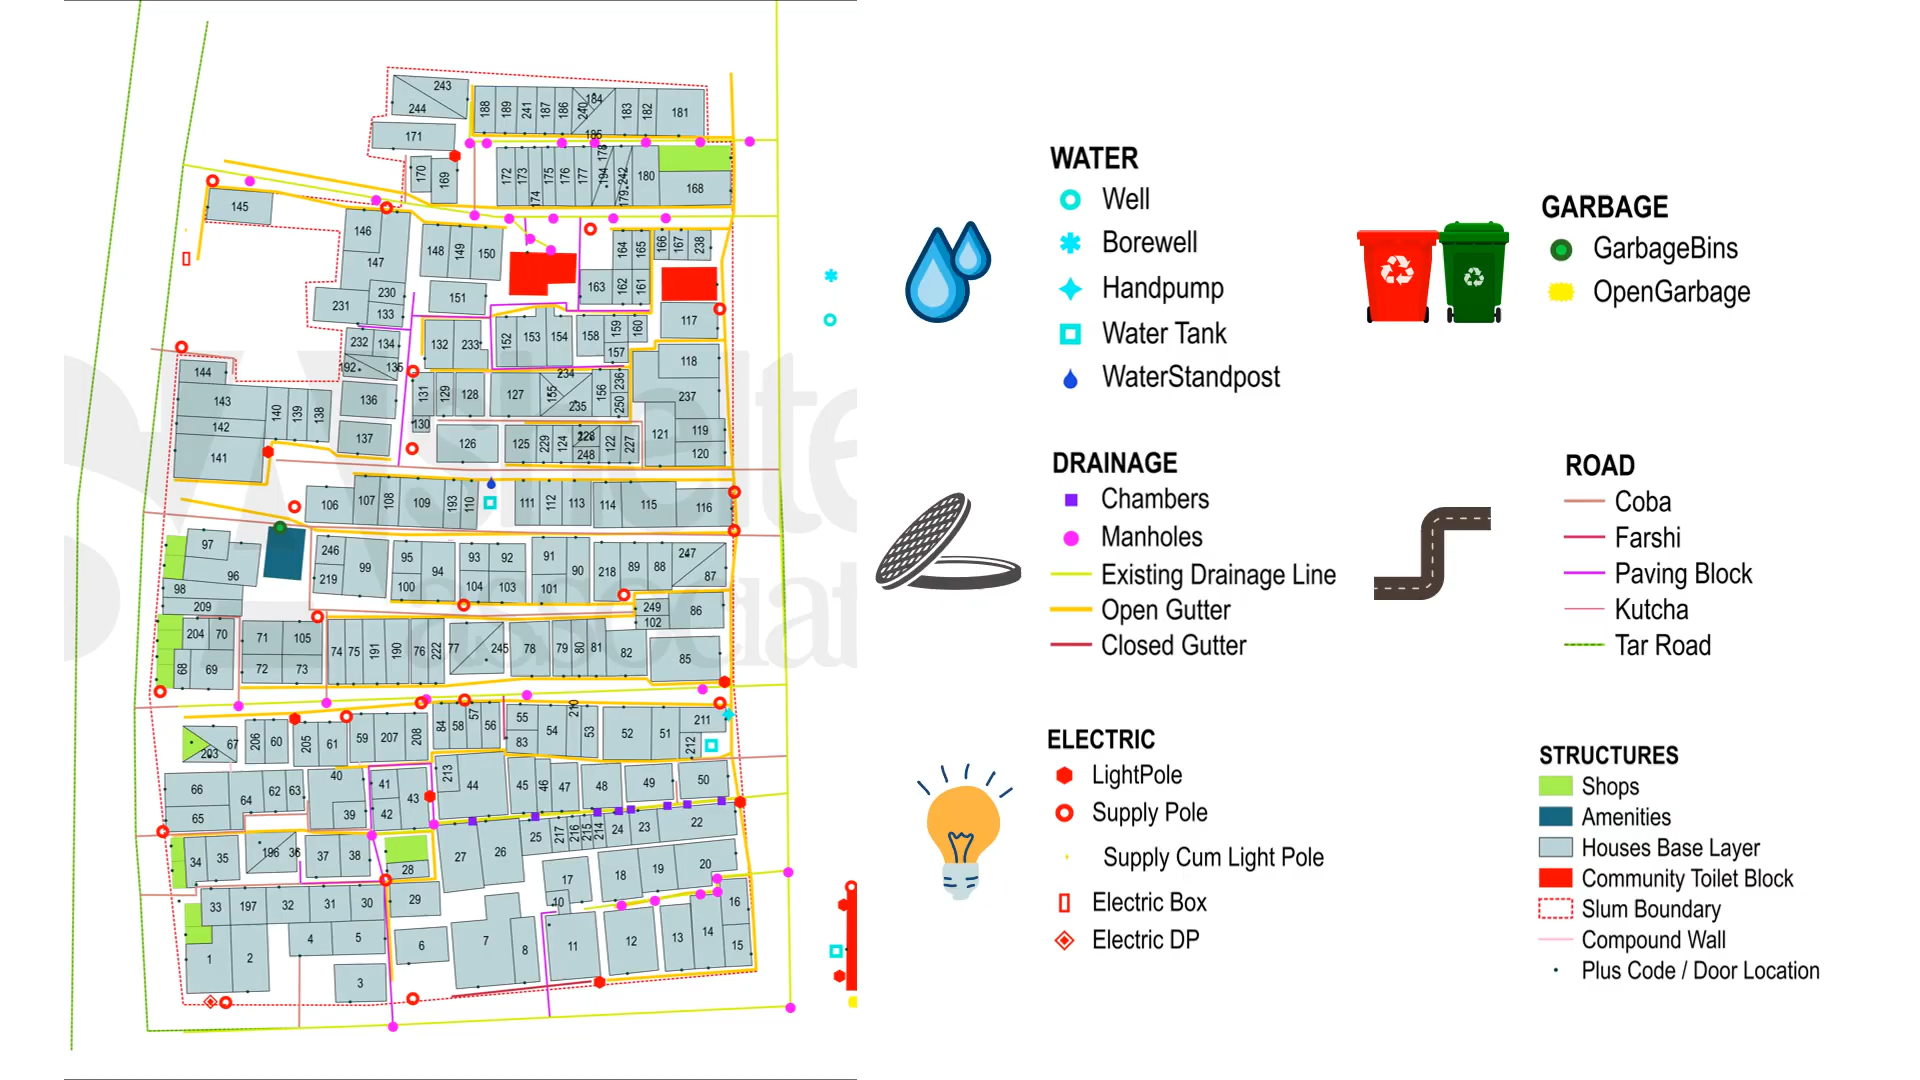 243
244
188 189 241 187 186 240 184 183 182 181
171
185
170 169
172 173 174 175 176 177 178 194 179 242 180 168
145
146
147
148 149 150
164 165 166 167 238
231 230
133
151
163 162 161
117
232 134
192 135
132 233
152 153 154 158 159 160
157
118
144
143
142
141
140 139 138
136
137
131 129 128
130
127 155 234 235 156 236 250
237
126
125 229 124 228 248 122 227
121 119
120
106 107 108 109 193 110
111 112 113 114 115 116
97
96
98
209
246
219
99
95 94
100
93 92
104 103
91 90
101
218 89 88 247 87
249
102
86
204 70
68 69
71 105
72 73
74 75 191 190 76 222 77 245 78 79 80 81 82 85
203 67 206 60 205 61 59 207 208
84 58 57 56
55 54 210 53
83
52 51 211
212
66
65
64 62 63
40
39
41 43
42
213 44 45 46 47 48 49 50
34 35 196 36 37 38
28
27 26 25 217 216 215 214 24 23 22
33 197 32 31 30 29
17
10
18 19 20
1 2 4 5 6 7 8 11 12 13 14 16 15
3
Shelter
associat
WATER
Well
Borewell
Handpump
Water Tank
WaterStandpost
GARBAGE
GarbageBins
OpenGarbage
DRAINAGE
Chambers
Manholes
Existing Drainage Line
Open Gutter
Closed Gutter
ROAD
Coba
Farshi
Paving Block
Kutcha
Tar Road
ELECTRIC
LightPole
Supply Pole
Supply Cum Light Pole
Electric Box
Electric DP
STRUCTURES
Shops
Amenities
Houses Base Layer
Community Toilet Block
Slum Boundary
Compound Wall
Plus Code / Door Location